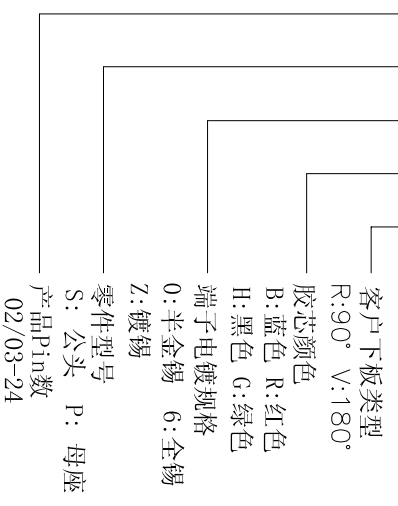 客户下板类型
R:90° V:180°
胶芯颜色
B:蓝色 R:红色
H:黑色 G:绿色
端子电镀规格
0:半金锡 6:全锡
Z:镀锡
零件型号
S: 公头 P: 母座
产品Pin数
02/03-24